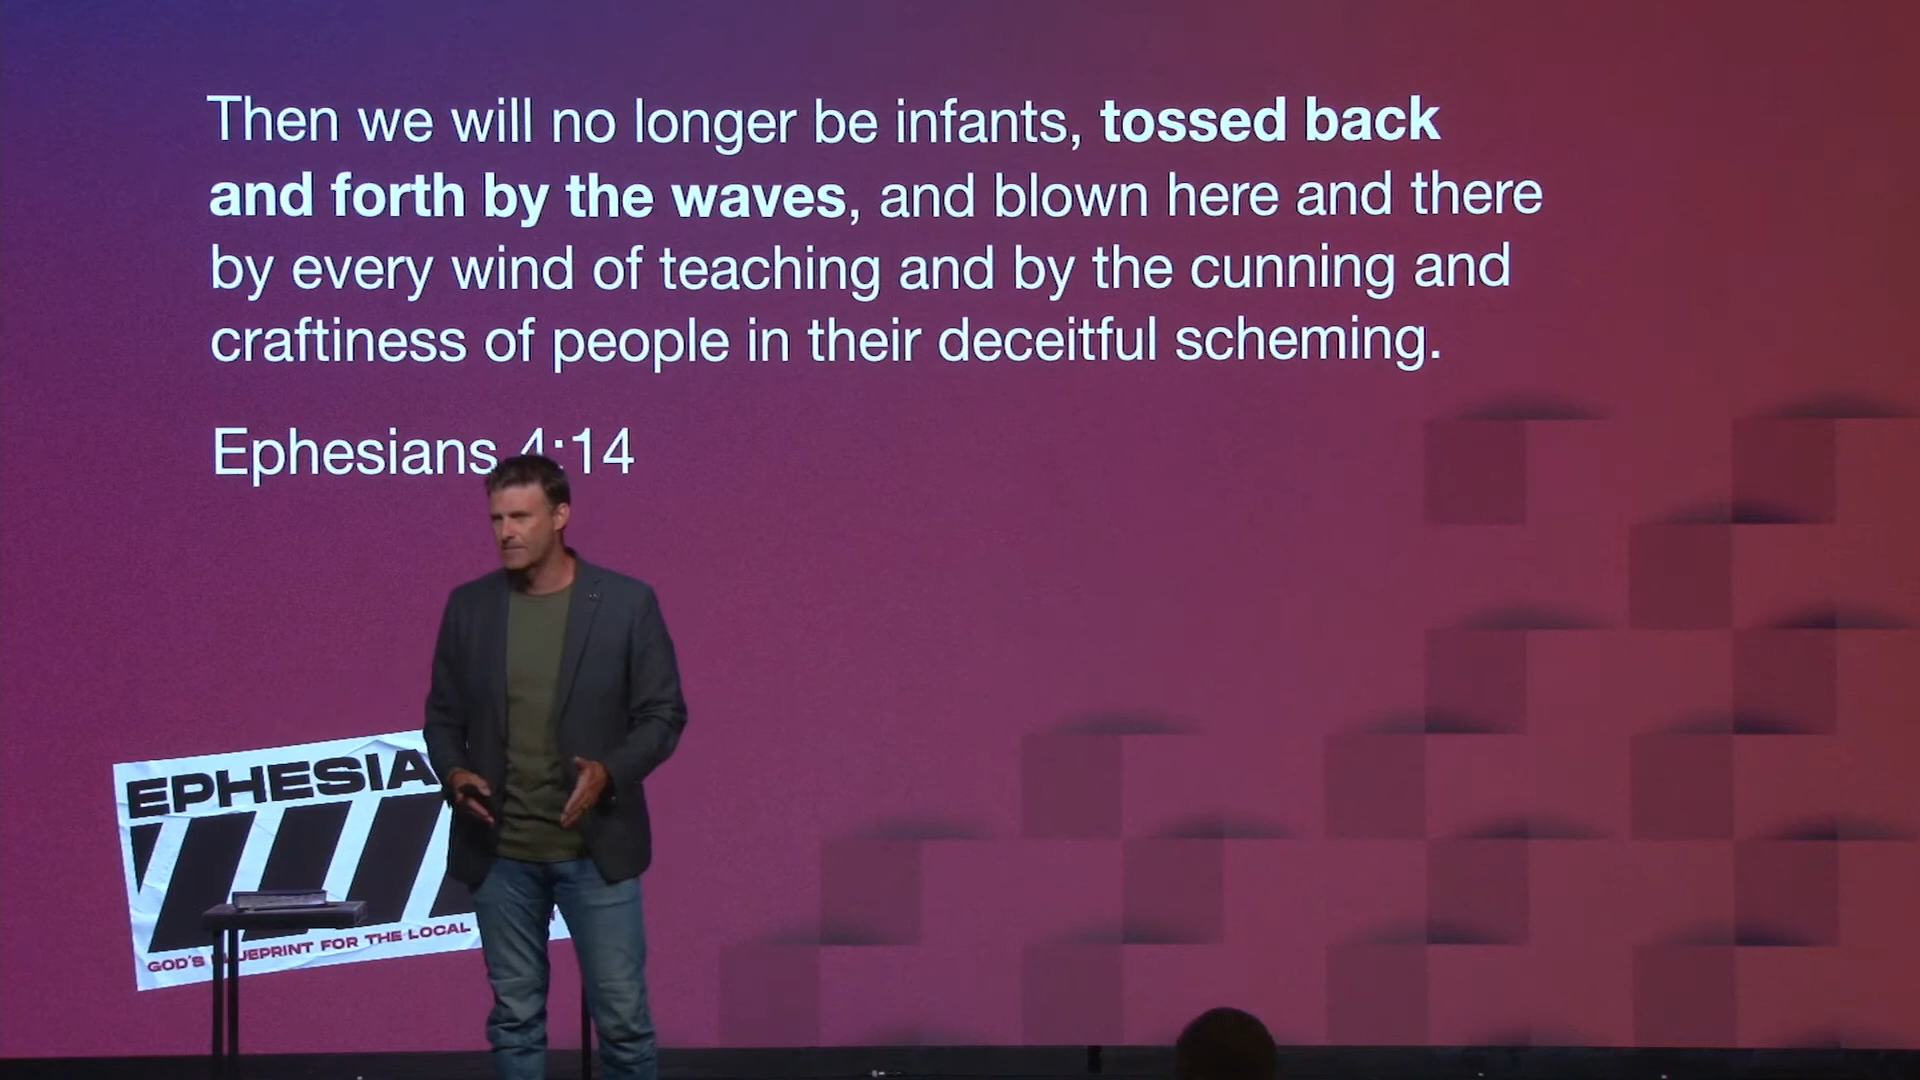 Then we will no longer be infants, tossed back
and forth by the waves, and blown here and there
by every wind of teaching and by the cunning and
craftiness of people in their deceitful scheming.
Ephesians 4:14
EPHESIA
GOD'S BLUEPRINT FOR THE LOCAL